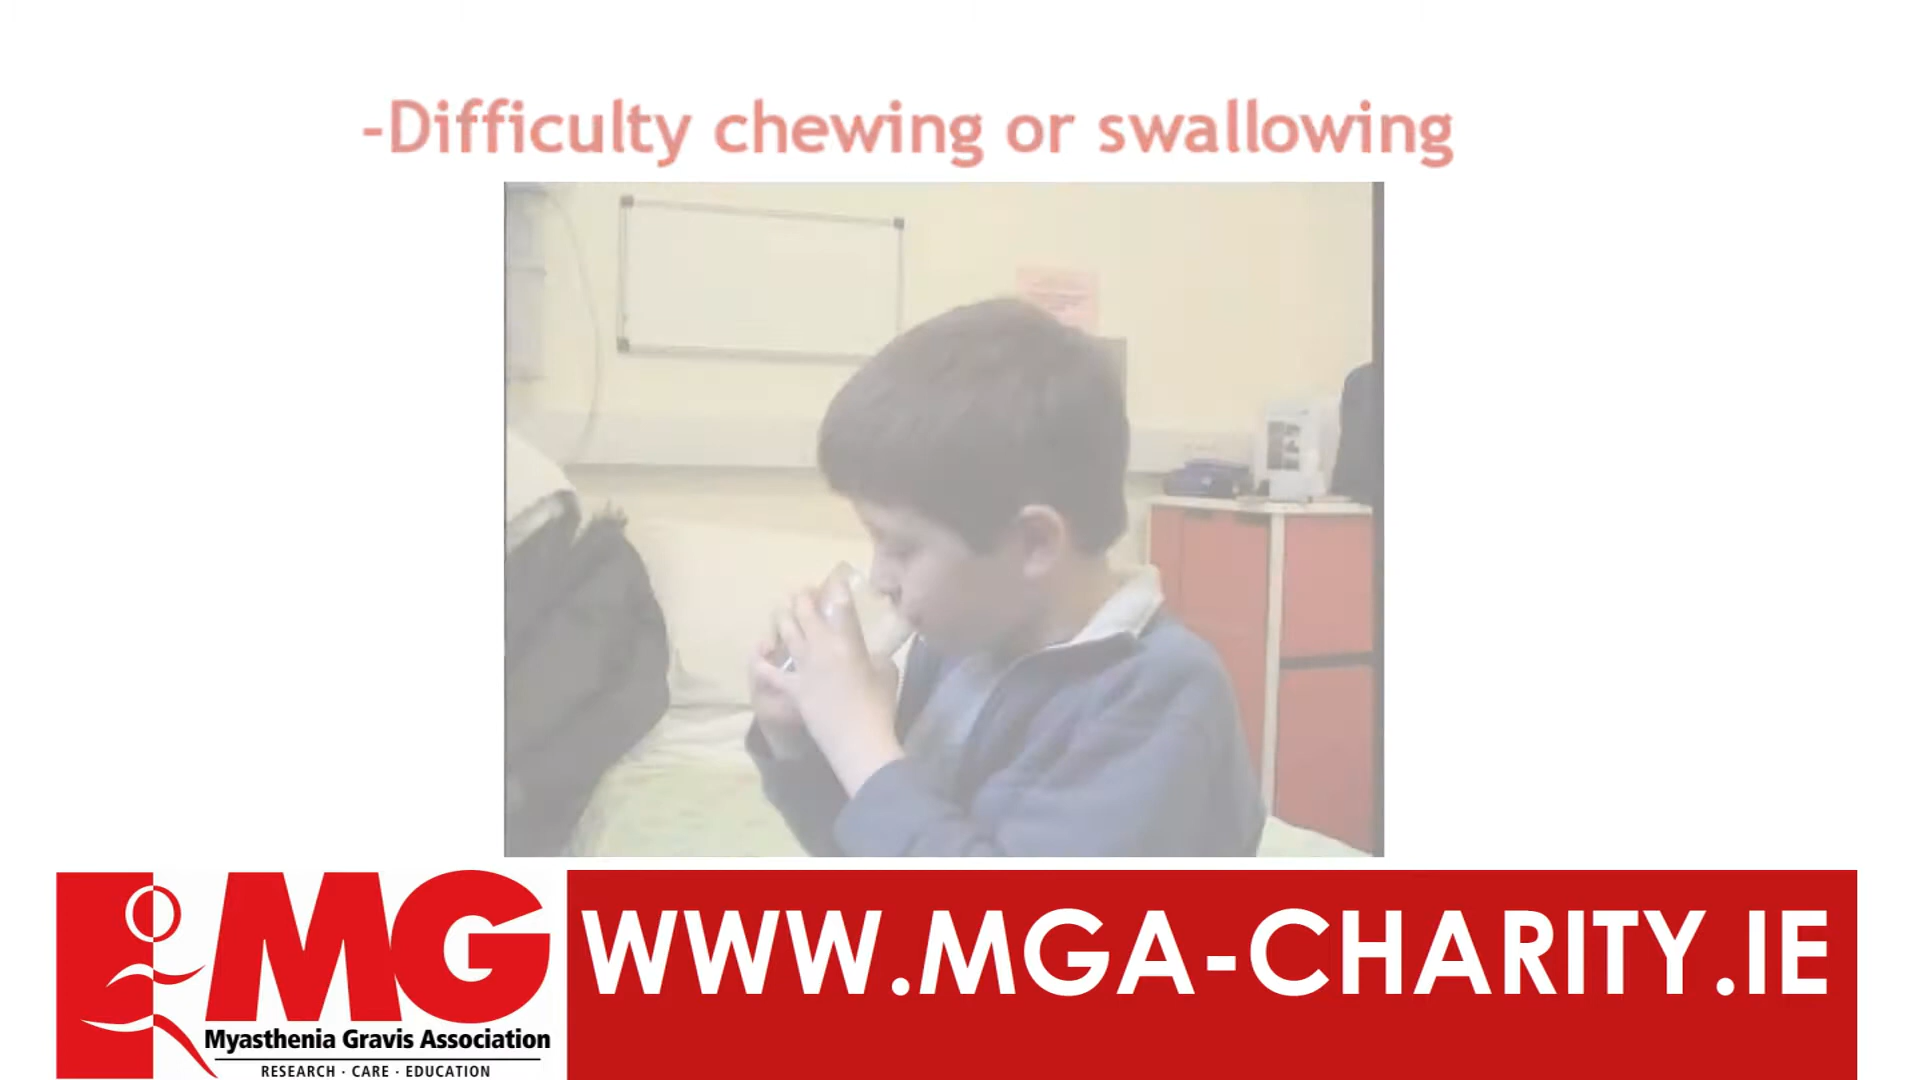 -Difficulty chewing or swallowing
MG
WWW.MGA-CHARITY.IE
Myasthenia Gravis Association
RESEARCH · CARE · EDUCATION